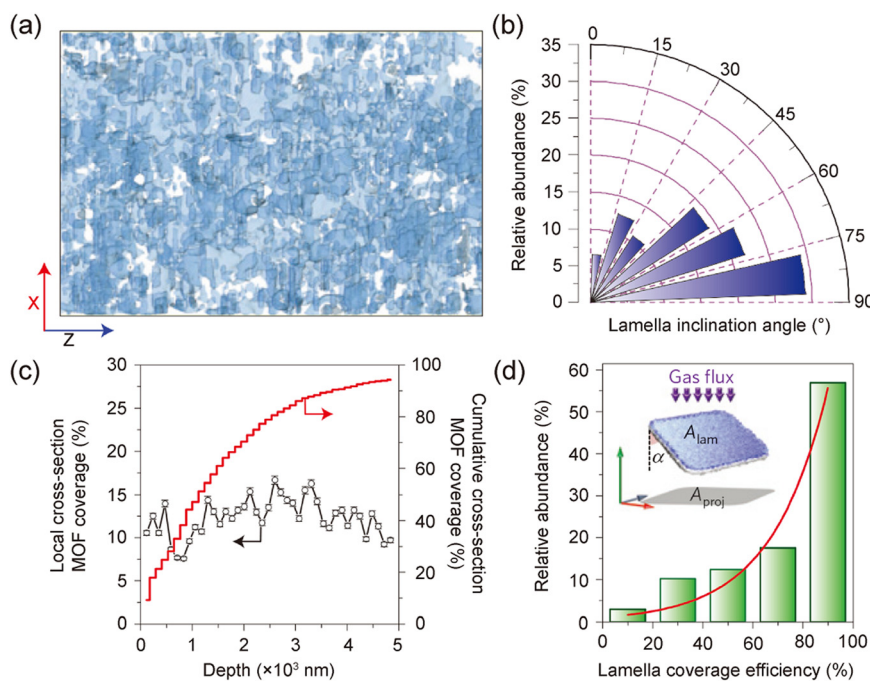 (a)
X
Z
(b)
Relative abundance (%)
35
30
25
20
15
10
5
0
0
15
30
45
60
75
90
Lamella inclination angle (°)
(c)
Local cross-section
MOF coverage (%)
30
25
20
15
10
5
0
100
80
60
40
20
0
Cumulative cross-section
MOF coverage
(%)
0 1 2 3 4 5
Depth (×10³ nm)
(d)
Relative abundance (%)
60
50
40
30
20
10
0
Gas flux
A_lam
α
A_proj
0 20 40 60 80 100
Lamella coverage efficiency (%)